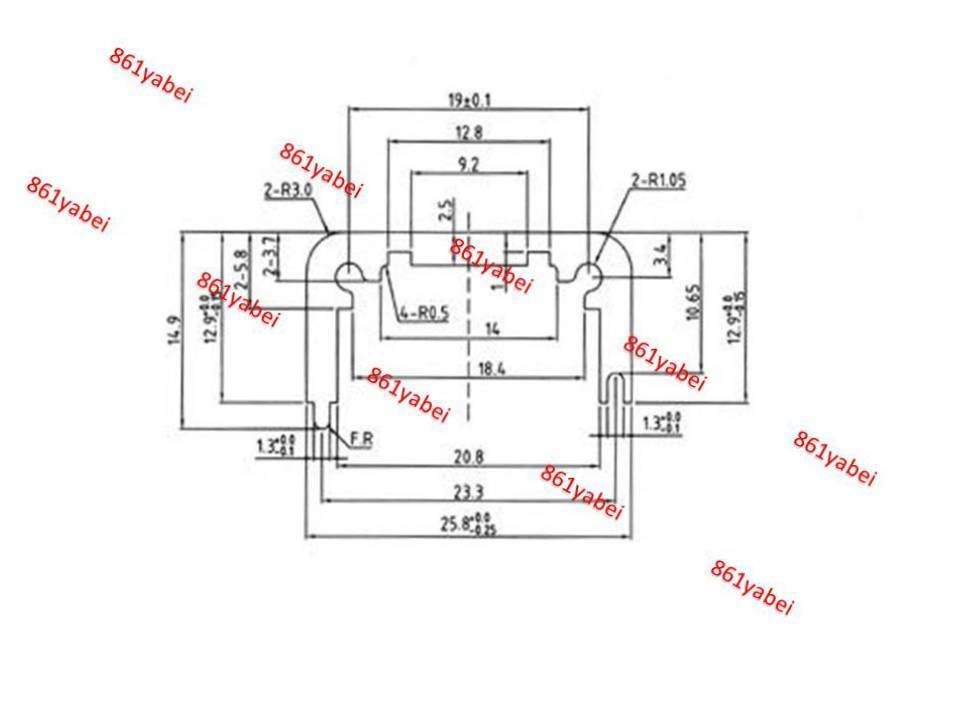 861yabei
19±0.1
12.8
861yabei
9.2
2-R3.0
2-R1.05
861yabei
2.5
2-3.7
2-5.8
861yabei
3.4
1
861yabei
4-R0.5
10.65
14.9
12.9+0.0-0.15
12.9+0.0-0.15
14
861yabei
18.4
861yabei
1.3+0.0-0.1
F.R
1.3+0.0-0.1
861yabei
20.8
23.3
861yabei
25.8+0.0-0.25
861yabei